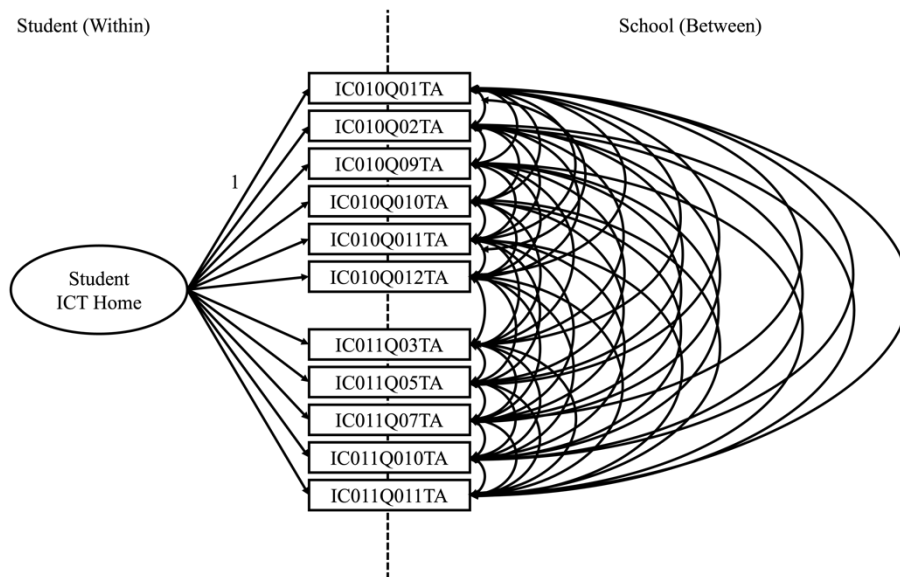 Student (Within)
School (Between)
IC010Q01TA
IC010Q02TA
IC010Q09TA
1
IC010Q010TA
IC010Q011TA
IC010Q012TA
Student
ICT Home
IC011Q03TA
IC011Q05TA
IC011Q07TA
IC011Q010TA
IC011Q011TA